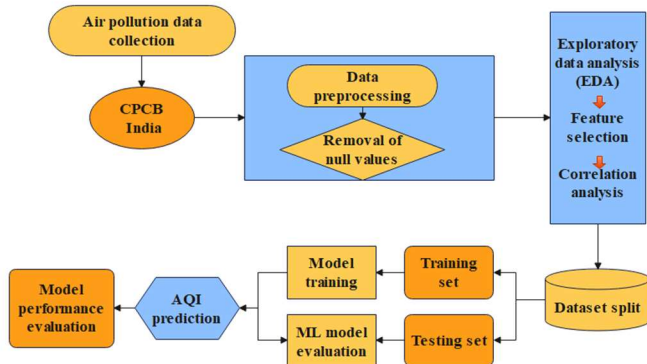 Air pollution data
collection
CPCB
India
Data
preprocessing
Removal of
null values
Exploratory
data analysis
(EDA)
Feature
selection
Correlation
analysis
Dataset split
Training
set
Testing set
Model
training
ML model
evaluation
AQI
prediction
Model
performance
evaluation